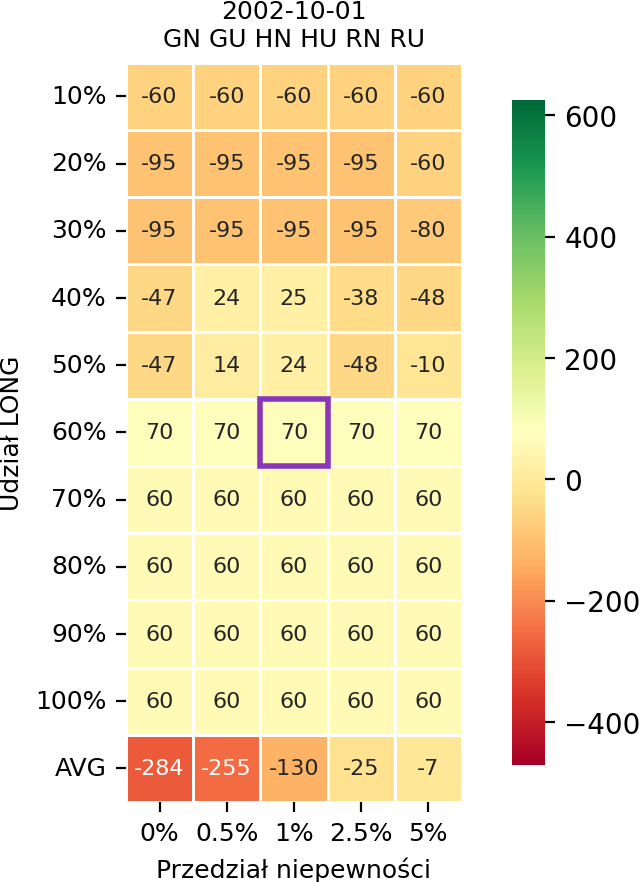 2002-10-01
GN GU HN HU RN RU
10% -60 -60 -60 -60 -60
20% -95 -95 -95 -95 -60
30% -95 -95 -95 -95 -80
40% -47 24 25 -38 -48
50% -47 14 24 -48 -10
60% 70 70 70 70 70
70% 60 60 60 60 60
80% 60 60 60 60 60
90% 60 60 60 60 60
100% 60 60 60 60 60
AVG -284 -255 -130 -25 -7
0% 0.5% 1% 2.5% 5%
Przedział niepewności
Udział LONG
600
400
200
0
−200
−400